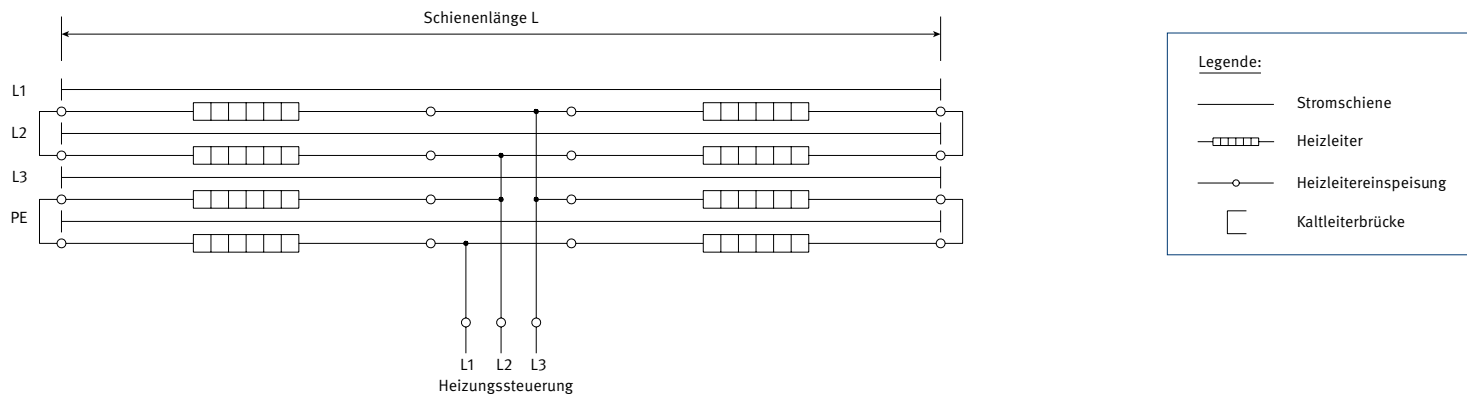 Schienenlänge L
L1
L2
L3
PE
L1 L2 L3
Heizungssteuerung
Legende:
Stromschiene
Heizleiter
Heizleitereinspeisung
Kaltleiterbrücke